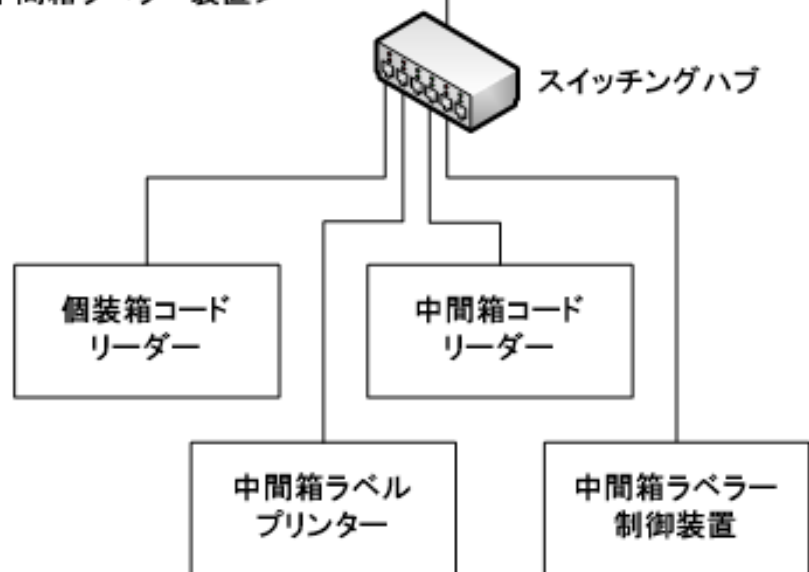 スイッチングハブ
個装箱コード
リーダー
中間箱コード
リーダー
中間箱ラベル
プリンター
中間箱ラベラー
制御装置